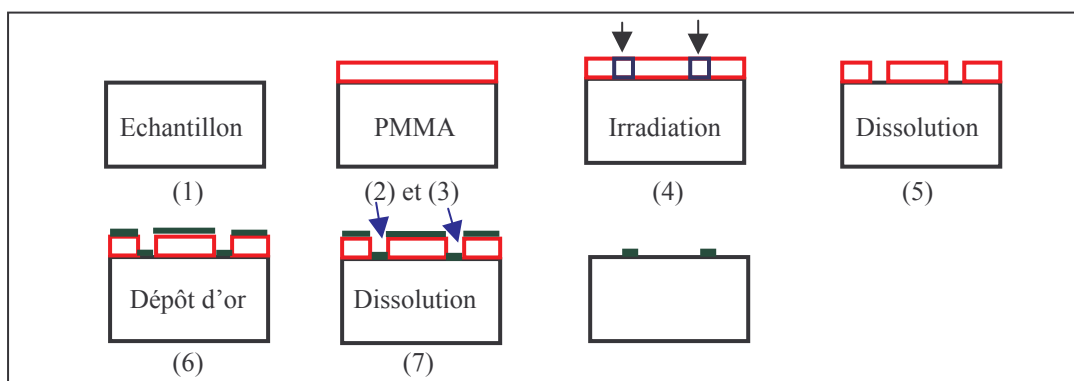 Echantillon
PMMA
Irradiation
Dissolution
(1)
(2) et (3)
(4)
(5)
Dépôt d'or
Dissolution
(6)
(7)